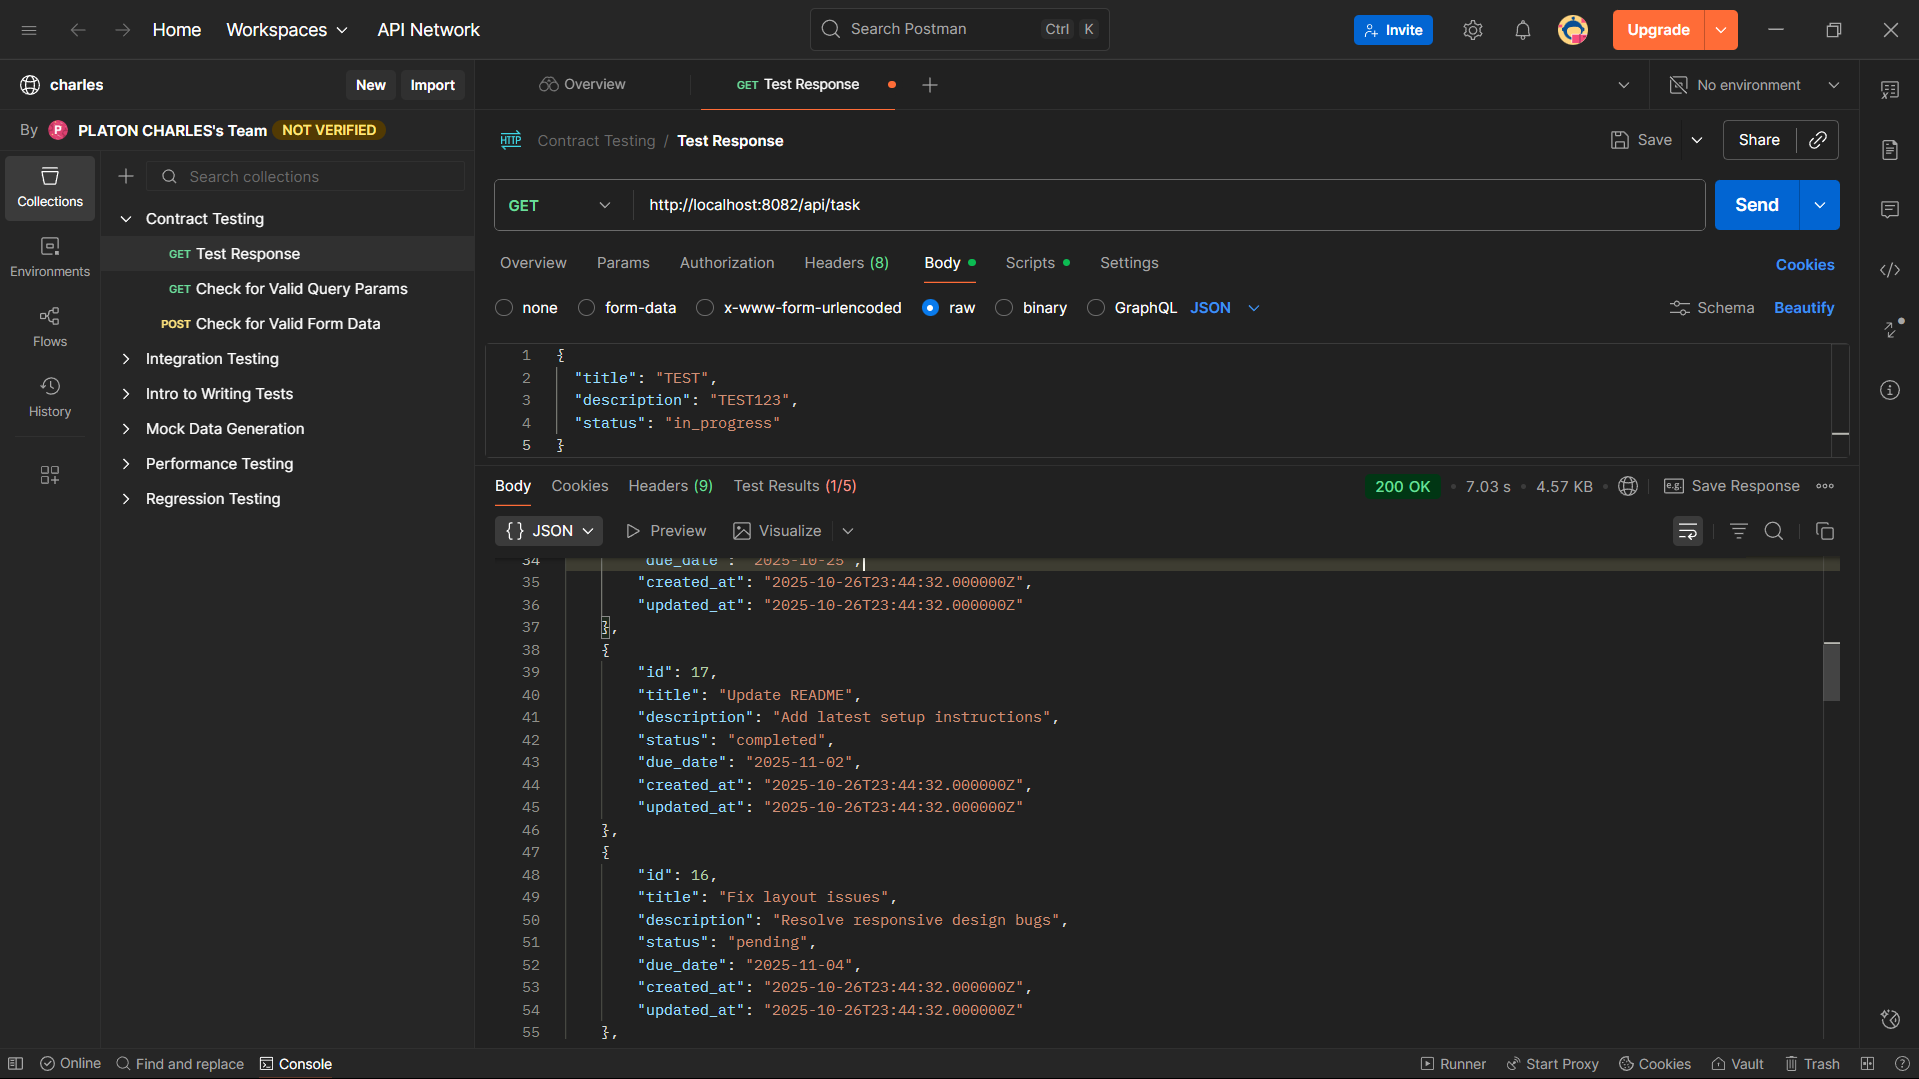 Home Workspaces API Network Search Postman Ctrl K Invite Upgrade
charles New Import Overview GET Test Response No environment
By P PLATON CHARLES's Team NOT VERIFIED
HTTP Contract Testing / Test Response Save Share
Collections
Search collections
GET http://localhost:8082/api/task Send
Contract Testing
GET Test Response
GET Check for Valid Query Params
POST Check for Valid Form Data
Integration Testing
Intro to Writing Tests
Mock Data Generation
Performance Testing
Regression Testing
Environments
Flows
History
Overview Params Authorization Headers (8) Body Scripts Settings Cookies
none form-data x-www-form-urlencoded raw binary GraphQL JSON Schema Beautify
1 {
2 "title": "TEST",
3 "description": "TEST123",
4 "status": "in_progress"
5 }
Body Cookies Headers (9) Test Results (1/5) 200 OK • 7.03 s • 4.57 KB • e.g. Save Response
{} JSON Preview Visualize
34 "due_date": "2025-10-25",
35 "created_at": "2025-10-26T23:44:32.000000Z",
36 "updated_at": "2025-10-26T23:44:32.000000Z"
37 },
38 {
39 "id": 17,
40 "title": "Update README",
41 "description": "Add latest setup instructions",
42 "status": "completed",
43 "due_date": "2025-11-02",
44 "created_at": "2025-10-26T23:44:32.000000Z",
45 "updated_at": "2025-10-26T23:44:32.000000Z"
46 },
47 {
48 "id": 16,
49 "title": "Fix layout issues",
50 "description": "Resolve responsive design bugs",
51 "status": "pending",
52 "due_date": "2025-11-04",
53 "created_at": "2025-10-26T23:44:32.000000Z",
54 "updated_at": "2025-10-26T23:44:32.000000Z"
55 },
Online Find and replace Console Runner Start Proxy Cookies Vault Trash